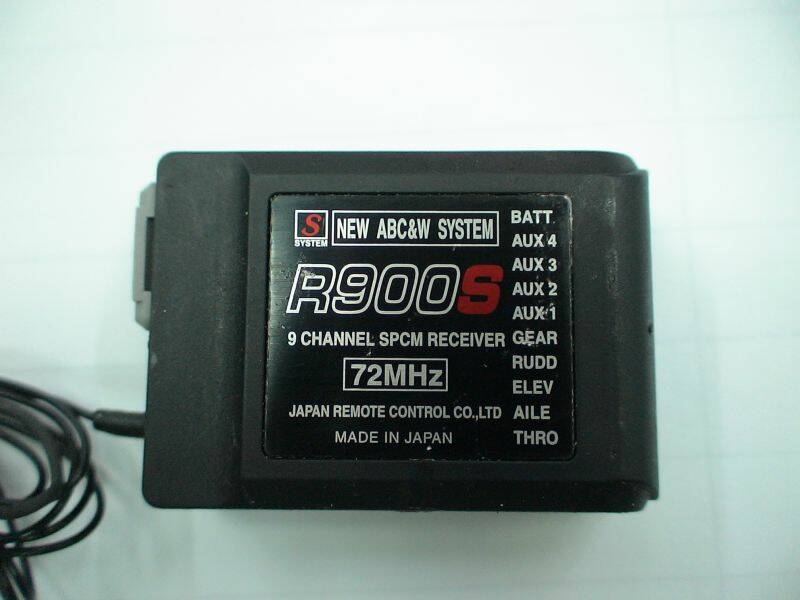 S
SYSTEM
NEW ABC&W SYSTEM
R900S
9 CHANNEL SPCM RECEIVER
72MHz
JAPAN REMOTE CONTROL CO.,LTD
MADE IN JAPAN
BATT
AUX 4
AUX 3
AUX 2
AUX 1
GEAR
RUDD
ELEV
AILE
THRO